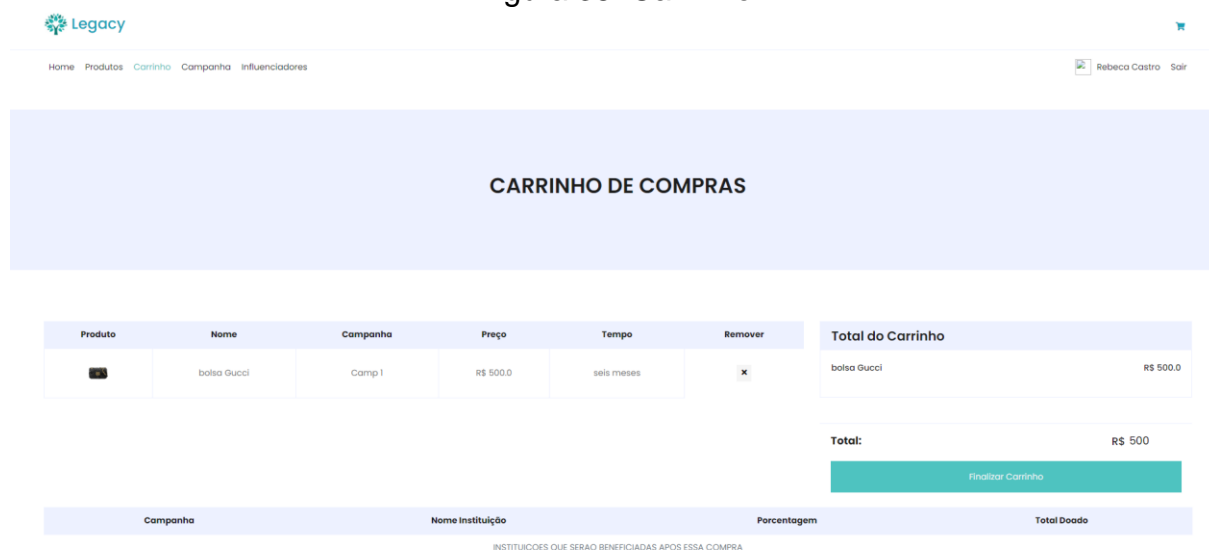 Legacy
Home Produtos Carrinho Campanha Influenciadores
Rebeca Castro Sair
CARRINHO DE COMPRAS
Produto Nome Campanha Preço Tempo Remover
bolsa Gucci Camp 1 R$ 500.0 seis meses ×
Total do Carrinho
bolsa Gucci R$ 500.0
Total: R$ 500
Finalizar Carrinho
Campanha Nome Instituição Porcentagem Total Doado
INSTITUICOES QUE SERAO BENEFICIADAS APOS ESSA COMPRA